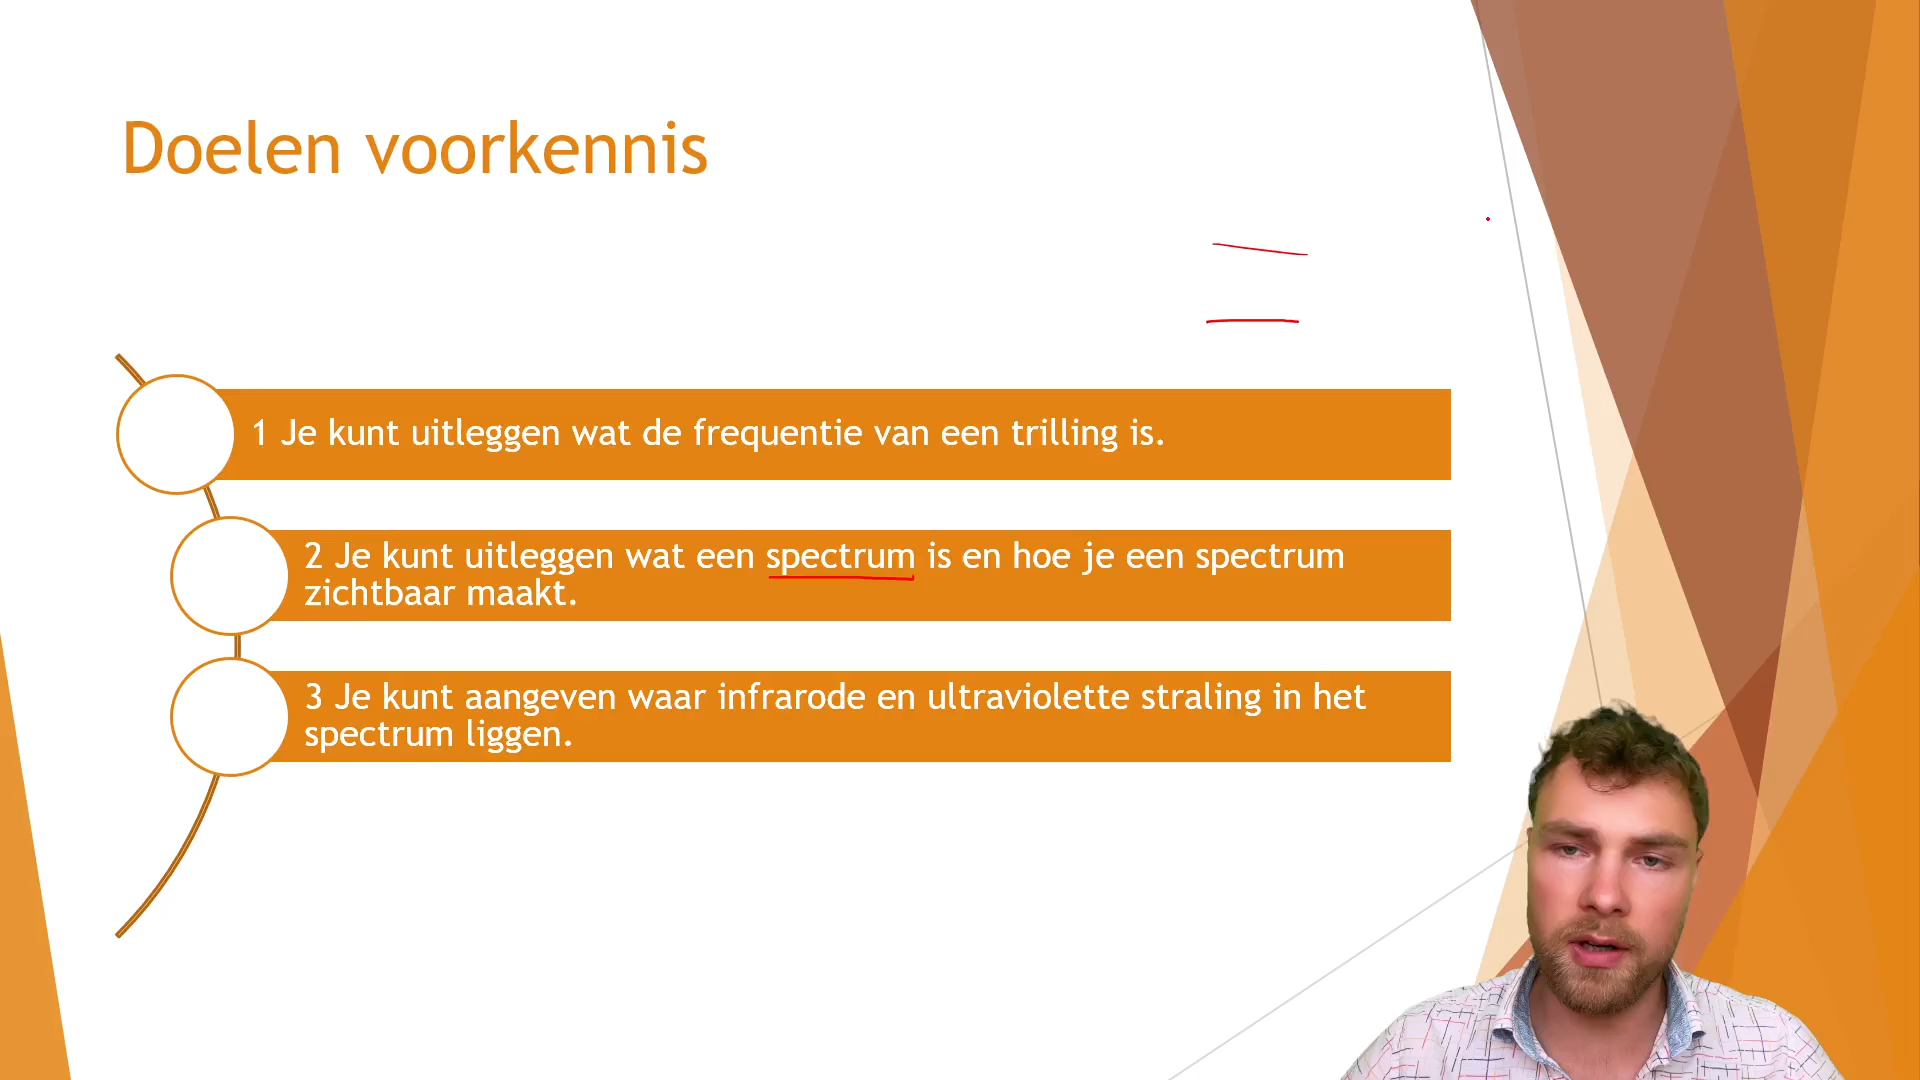 Doelen voorkennis
1 Je kunt uitleggen wat de frequentie van een trilling is.
2 Je kunt uitleggen wat een spectrum is en hoe je een spectrum
zichtbaar maakt.
3 Je kunt aangeven waar infrarode en ultraviolette straling in het
spectrum liggen.